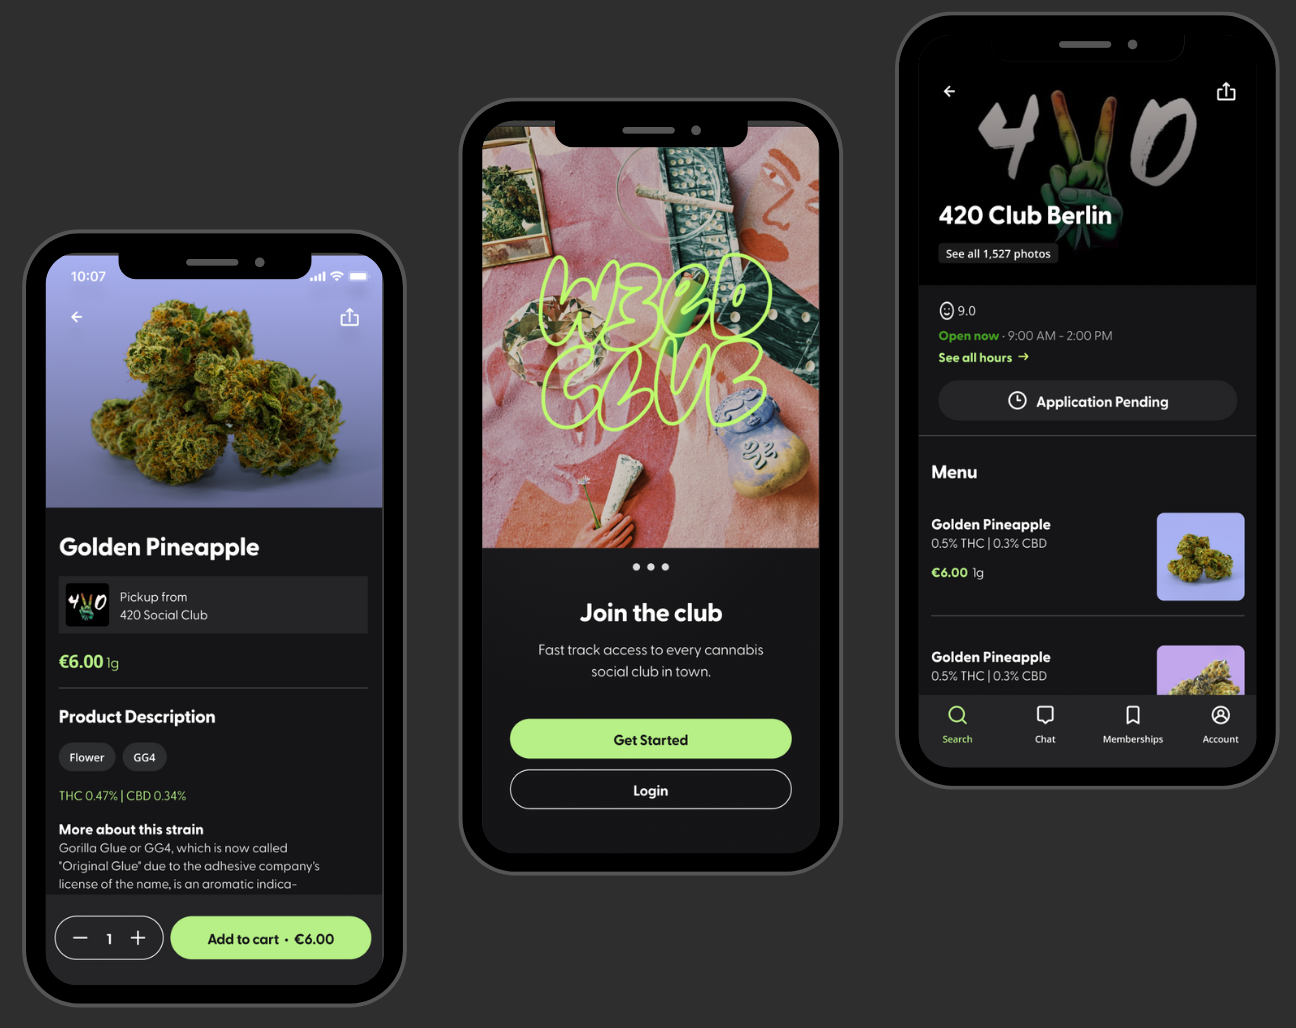 10:07
Golden Pineapple
4 0
Pickup from
420 Social Club
€6.00 1g
Product Description
Flower
GG4
THC 0.47% | CBD 0.34%
More about this strain
Gorilla Glue or GG4, which is now called
"Original Glue" due to the adhesive company's
license of the name, is an aromatic indica-
1
Add to cart • €6.00
W3ED
CLUB
Join the club
Fast track access to every cannabis
social club in town.
Get Started
Login
4 0
420 Club Berlin
See all 1,527 photos
9.0
Open now · 9:00 AM - 2:00 PM
See all hours →
Application Pending
Menu
Golden Pineapple
0.5% THC | 0.3% CBD
€6.00 1g
Golden Pineapple
0.5% THC | 0.3% CBD
Search
Chat
Memberships
Account